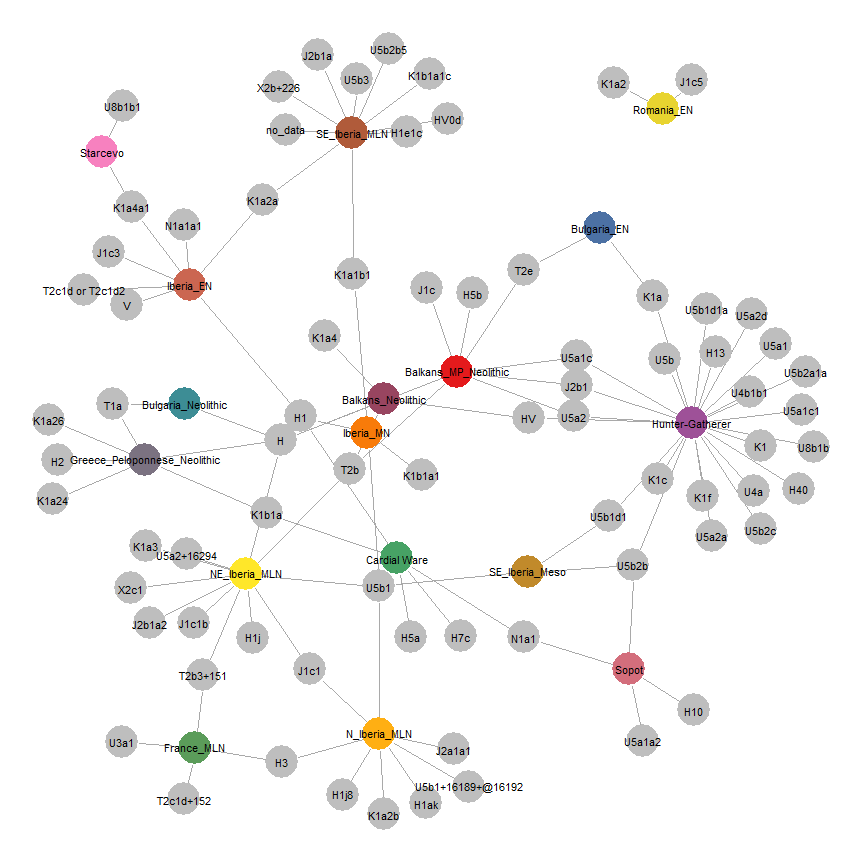 J2b1a
U5b2b5
U5b3
K1b1a1c
X2b+226
K1a2
J1c5
U8b1b1
Romania_EN
HV0d
no_data
SE_Iberia_MLN
H1e1c
Starcevo
K1a2a
K1a4a1
N1a1a1
Bulgaria_EN
J1c3
T2e
K1a1b1
Iberia_EN
T2c1d or T2c1d2
V
J1c
H5b
K1a
U5b1d1a
U5a2d
K1a4
U5a1c
U5b
H13
U5a1
Balkans_MP_Neolithic
U5b2a1a
J2b1
U4b1b1
Balkans_Neolithic
Bulgaria_Neolithic
T1a
U5a1c1
H1
HV
U5a2
K1a26
Hunter-Gatherer
Iberia_MN
H
K1
U8b1b
H2
Greece_Peloponnese_Neolithic
T2b
K1b1a1
K1c
H40
U4a
K1a24
K1f
K1b1a
U5b1d1
U5a2a
U5b2c
K1a3
U5a2+16294
Cardial Ware
U5b2b
NE_Iberia_MLN
SE_Iberia_Meso
X2c1
U5b1
J2b1a2
J1c1b
H1j
H5a
H7c
N1a1
J1c1
Sopot
T2b3+151
H10
N_Iberia_MLN
U3a1
France_MLN
J2a1a1
U5a1a2
H3
U5b1+16189+@16192
H1j8
H1ak
T2c1d+152
K1a2b